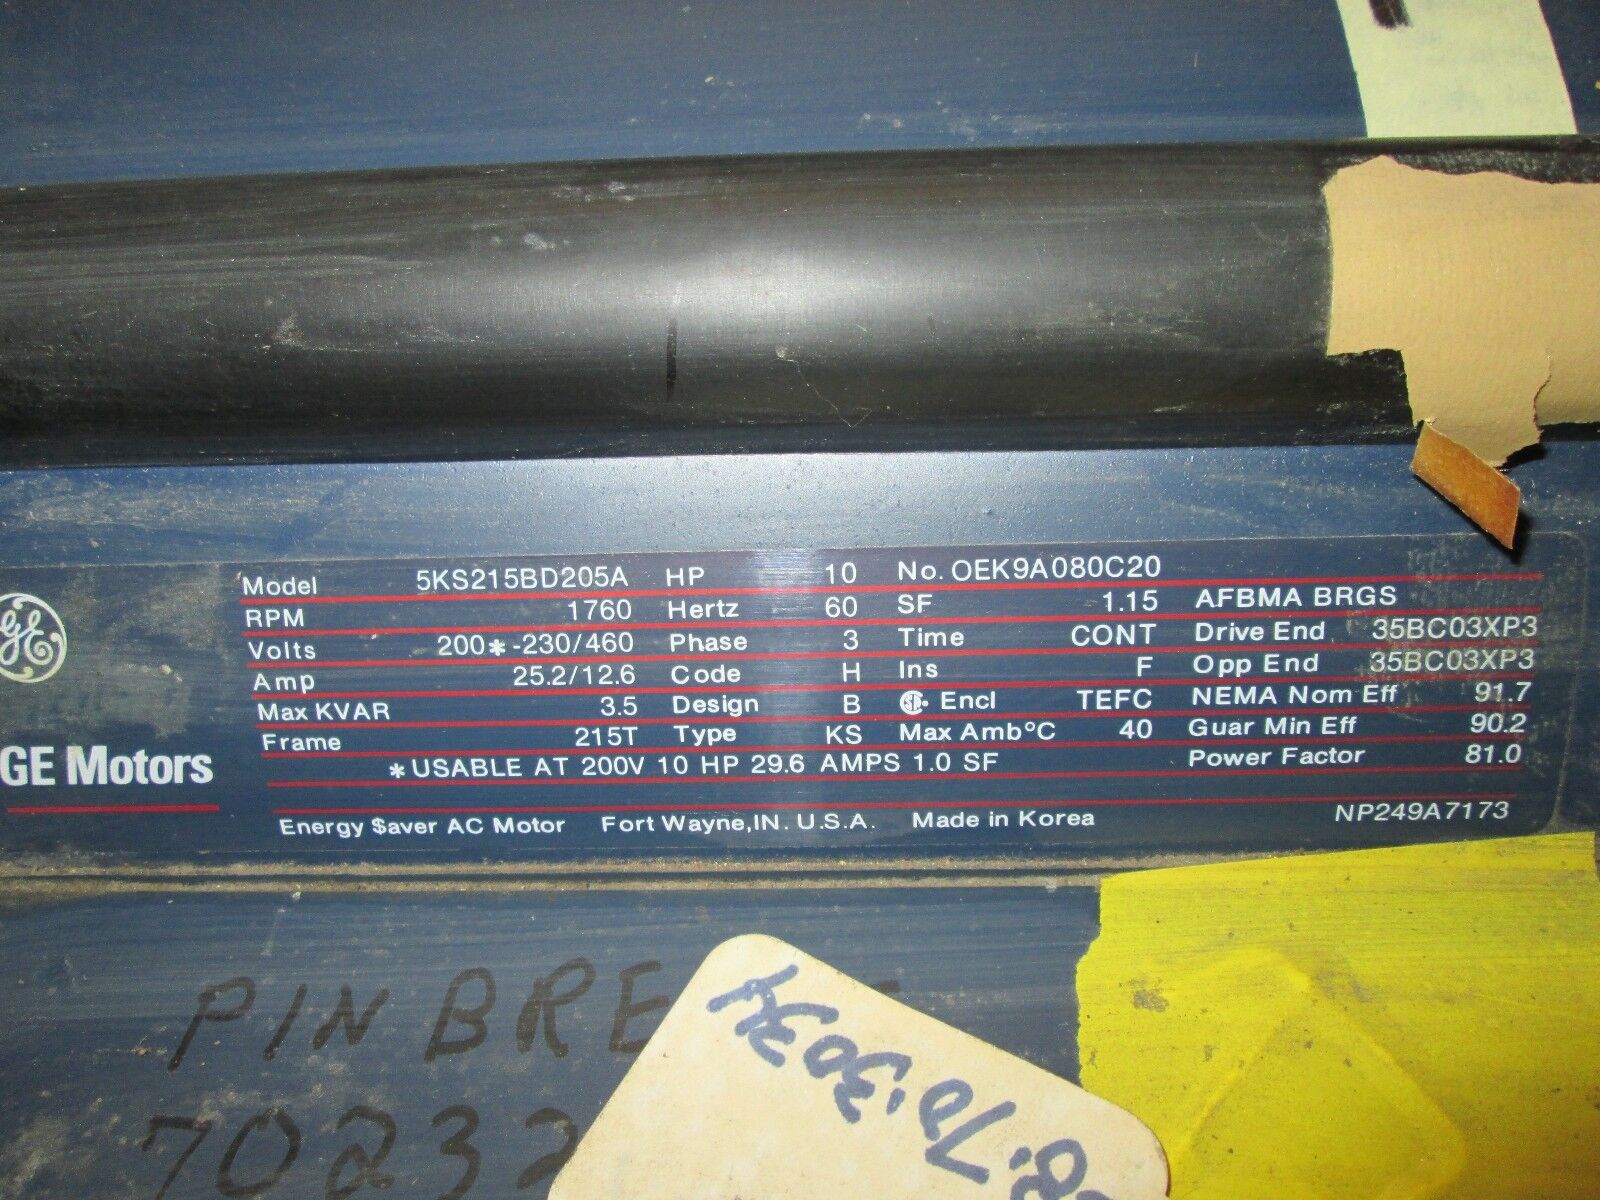 Model 5KS215BD205A HP 10 No. OEK9A080C20
RPM 1760 Hertz 60 SF 1.15 AFBMA BRGS
Volts 200*-230/460 Phase 3 Time CONT Drive End 35BC03XP3
Amp 25.2/12.6 Code H Ins F Opp End 35BC03XP3
Max KVAR 3.5 Design B Encl TEFC NEMA Nom Eff 91.7
Frame 215T Type KS Max Amb°C 40 Guar Min Eff 90.2
*USABLE AT 200V 10 HP 29.6 AMPS 1.0 SF Power Factor 81.0
GE Motors
Energy $aver AC Motor Fort Wayne, IN. U.S.A. Made in Korea NP249A7173
PIN BRE
70232